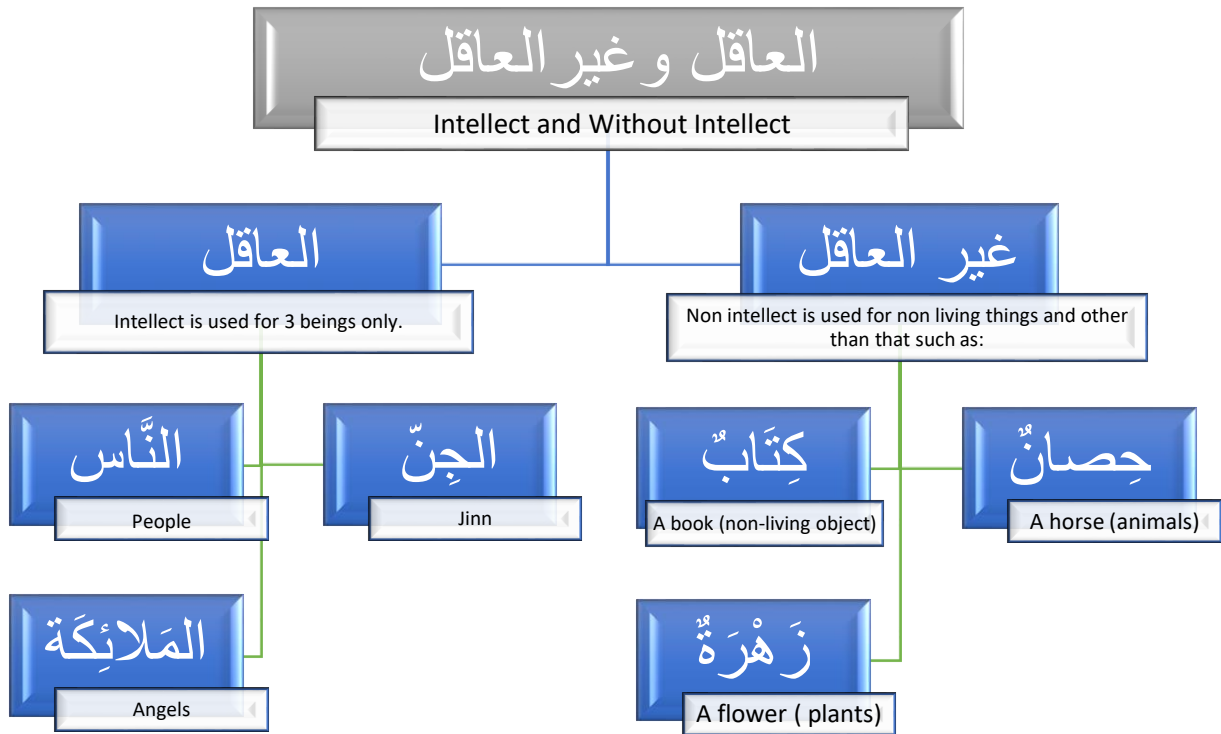 العاقل و غير العاقل
Intellect and Without Intellect
العاقل
Intellect is used for 3 beings only.
غير العاقل
Non intellect is used for non living things and other
than that such as:
النَّاس
People
الجِنّ
Jinn
المَلائِكَة
Angels
كِتَابٌ
A book (non-living object)
حِصانٌ
A horse (animals)
زَهْرَةٌ
A flower ( plants)